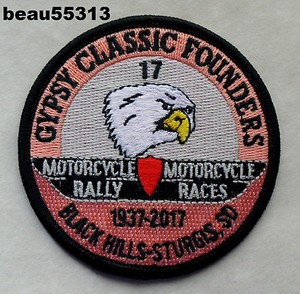 beau55313
GYPSY CLASSIC FOUNDERS
17
MOTORCYCLE MOTORCYCLE
RALLY RACES
1937-2017
BLACK HILLS-STURGIS, SD